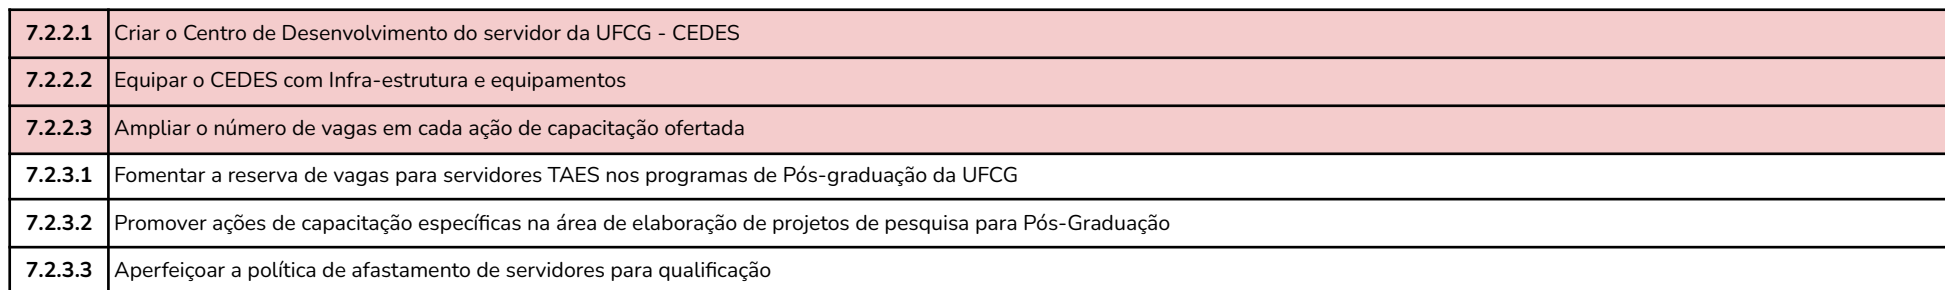 7.2.2.1 Criar o Centro de Desenvolvimento do servidor da UFCG - CEDES
7.2.2.2 Equipar o CEDES com Infra-estrutura e equipamentos
7.2.2.3 Ampliar o número de vagas em cada ação de capacitação ofertada
7.2.3.1 Fomentar a reserva de vagas para servidores TAES nos programas de Pós-graduação da UFCG
7.2.3.2 Promover ações de capacitação específicas na área de elaboração de projetos de pesquisa para Pós-Graduação
7.2.3.3 Aperfeiçoar a política de afastamento de servidores para qualificação